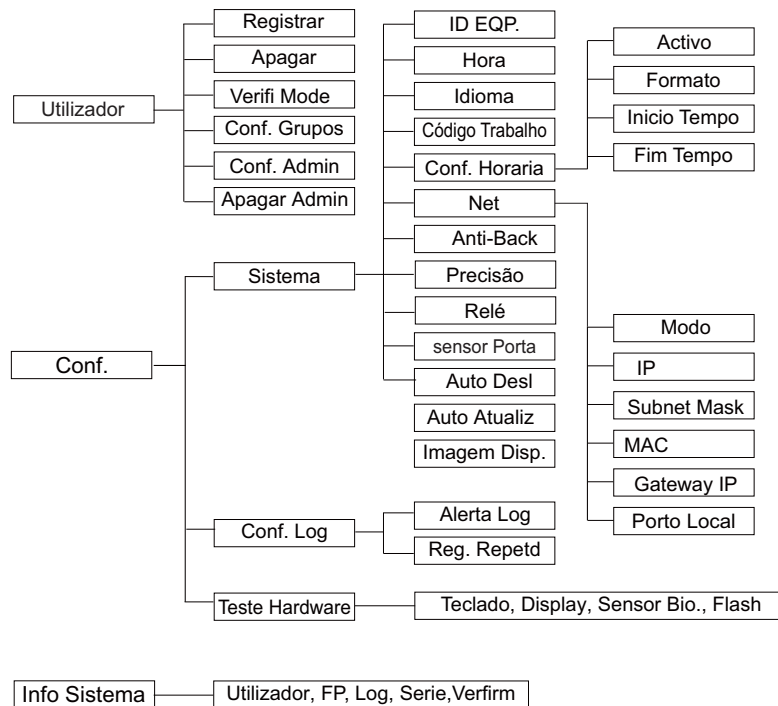 Utilizador
Registrar
Apagar
Verifi Mode
Conf. Grupos
Conf. Admin
Apagar Admin
Conf.
Sistema
ID EQP.
Hora
Idioma
Código Trabalho
Conf. Horaria
Activo
Formato
Inicio Tempo
Fim Tempo
Net
Modo
IP
Subnet Mask
MAC
Gateway IP
Porto Local
Anti-Back
Precisão
Relé
sensor Porta
Auto Desl
Auto Atualiz
Imagem Disp.
Conf. Log
Alerta Log
Reg. Repetd
Teste Hardware
Teclado, Display, Sensor Bio., Flash
Info Sistema
Utilizador, FP, Log, Serie,Verfirm